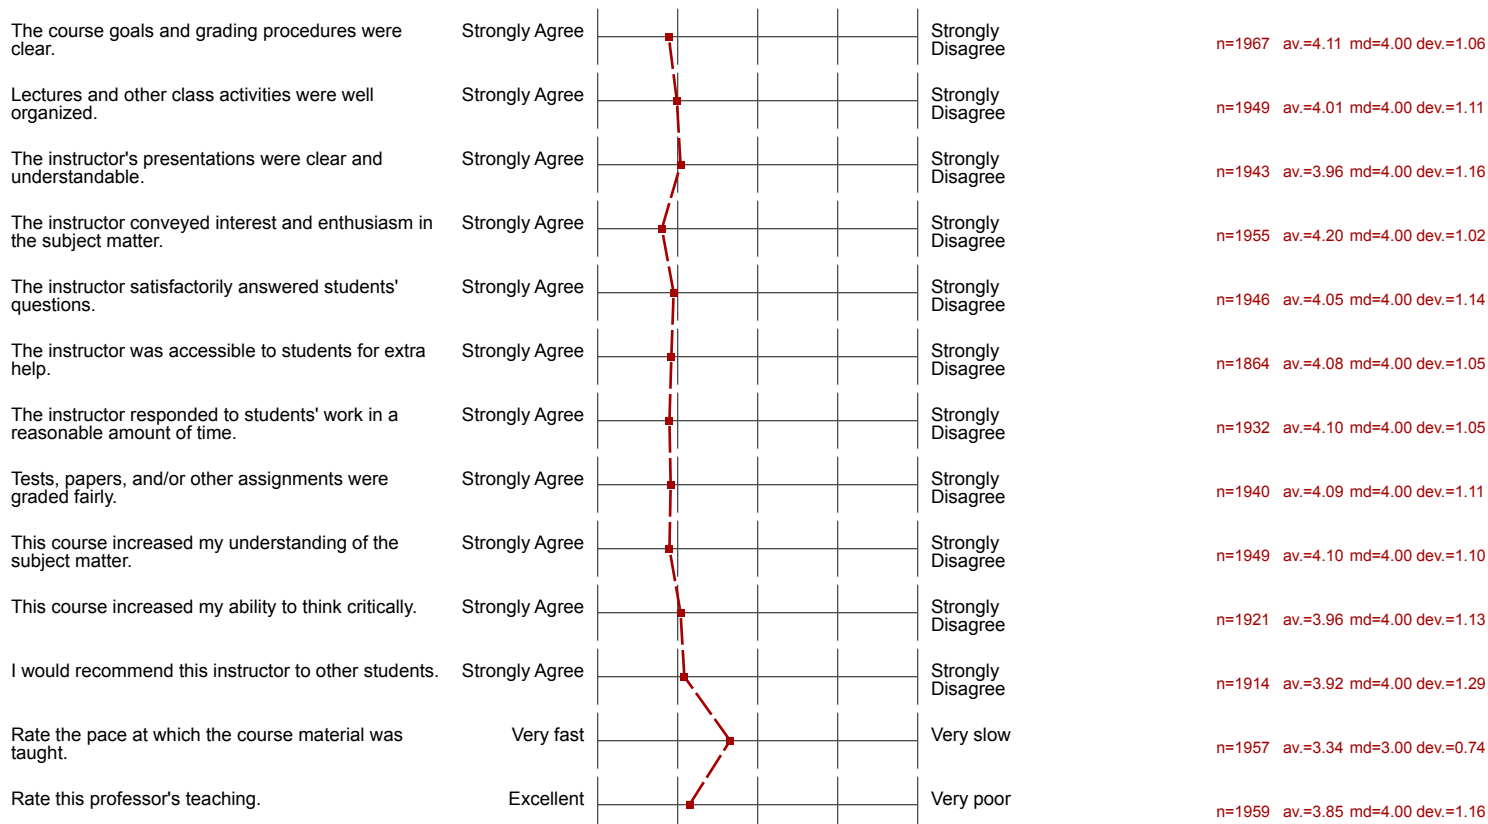 The course goals and grading procedures were
clear.
Strongly Agree
Strongly
Disagree
n=1967 av.=4.11 md=4.00 dev.=1.06
Lectures and other class activities were well
organized.
Strongly Agree
Strongly
Disagree
n=1949 av.=4.01 md=4.00 dev.=1.11
The instructor's presentations were clear and
understandable.
Strongly Agree
Strongly
Disagree
n=1943 av.=3.96 md=4.00 dev.=1.16
The instructor conveyed interest and enthusiasm in
the subject matter.
Strongly Agree
Strongly
Disagree
n=1955 av.=4.20 md=4.00 dev.=1.02
The instructor satisfactorily answered students'
questions.
Strongly Agree
Strongly
Disagree
n=1946 av.=4.05 md=4.00 dev.=1.14
The instructor was accessible to students for extra
help.
Strongly Agree
Strongly
Disagree
n=1864 av.=4.08 md=4.00 dev.=1.05
The instructor responded to students' work in a
reasonable amount of time.
Strongly Agree
Strongly
Disagree
n=1932 av.=4.10 md=4.00 dev.=1.05
Tests, papers, and/or other assignments were
graded fairly.
Strongly Agree
Strongly
Disagree
n=1940 av.=4.09 md=4.00 dev.=1.11
This course increased my understanding of the
subject matter.
Strongly Agree
Strongly
Disagree
n=1949 av.=4.10 md=4.00 dev.=1.10
This course increased my ability to think critically.
Strongly Agree
Strongly
Disagree
n=1921 av.=3.96 md=4.00 dev.=1.13
I would recommend this instructor to other students.
Strongly Agree
Strongly
Disagree
n=1914 av.=3.92 md=4.00 dev.=1.29
Rate the pace at which the course material was
taught.
Very fast
Very slow
n=1957 av.=3.34 md=3.00 dev.=0.74
Rate this professor's teaching.
Excellent
Very poor
n=1959 av.=3.85 md=4.00 dev.=1.16